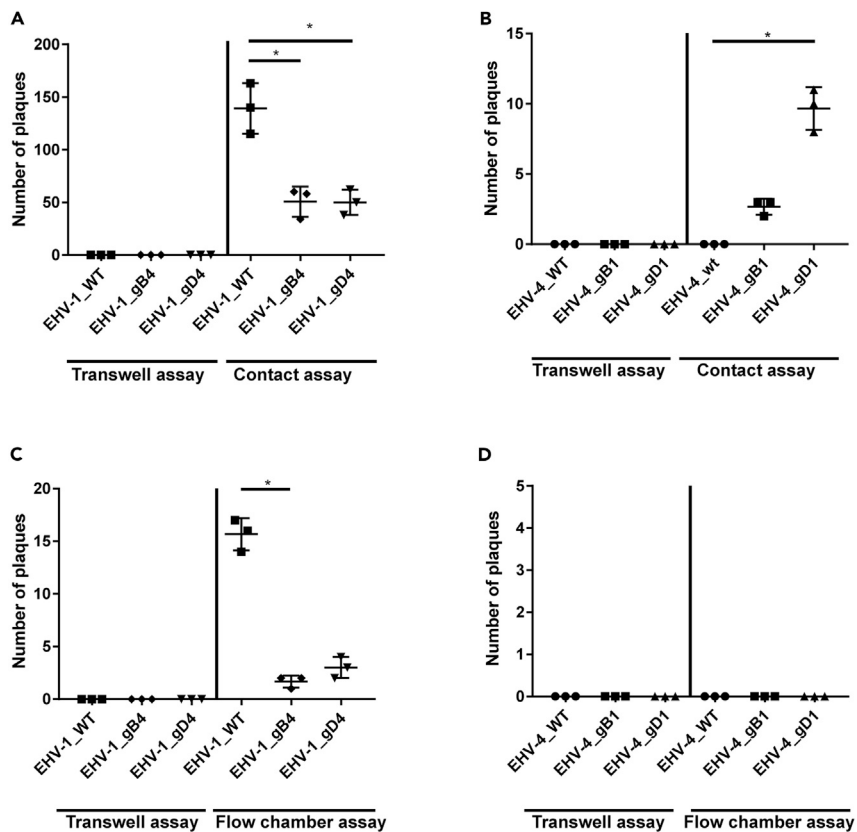 A
Number of plaques
200
150
100
50
0
*
*
EHV-1_WT
EHV-1_gB4
EHV-1_gD4
EHV-1_WT
EHV-1_gB4
EHV-1_gD4
Transwell assay
Contact assay
B
Number of plaques
15
10
5
0
*
EHV-4_WT
EHV-4_gB1
EHV-4_gD1
EHV-4_wt
EHV-4_gB1
EHV-4_gD1
Transwell assay
Contact assay
C
Number of plaques
20
15
10
5
0
*
EHV-1_WT
EHV-1_gB4
EHV-1_gD4
EHV-1_WT
EHV-1_gB4
EHV-1_gD4
Transwell assay
Flow chamber assay
D
Number of plaques
5
4
3
2
1
0
EHV-4_WT
EHV-4_gB1
EHV-4_gD1
EHV-4_WT
EHV-4_gB1
EHV-4_gD1
Transwell assay
Flow chamber assay